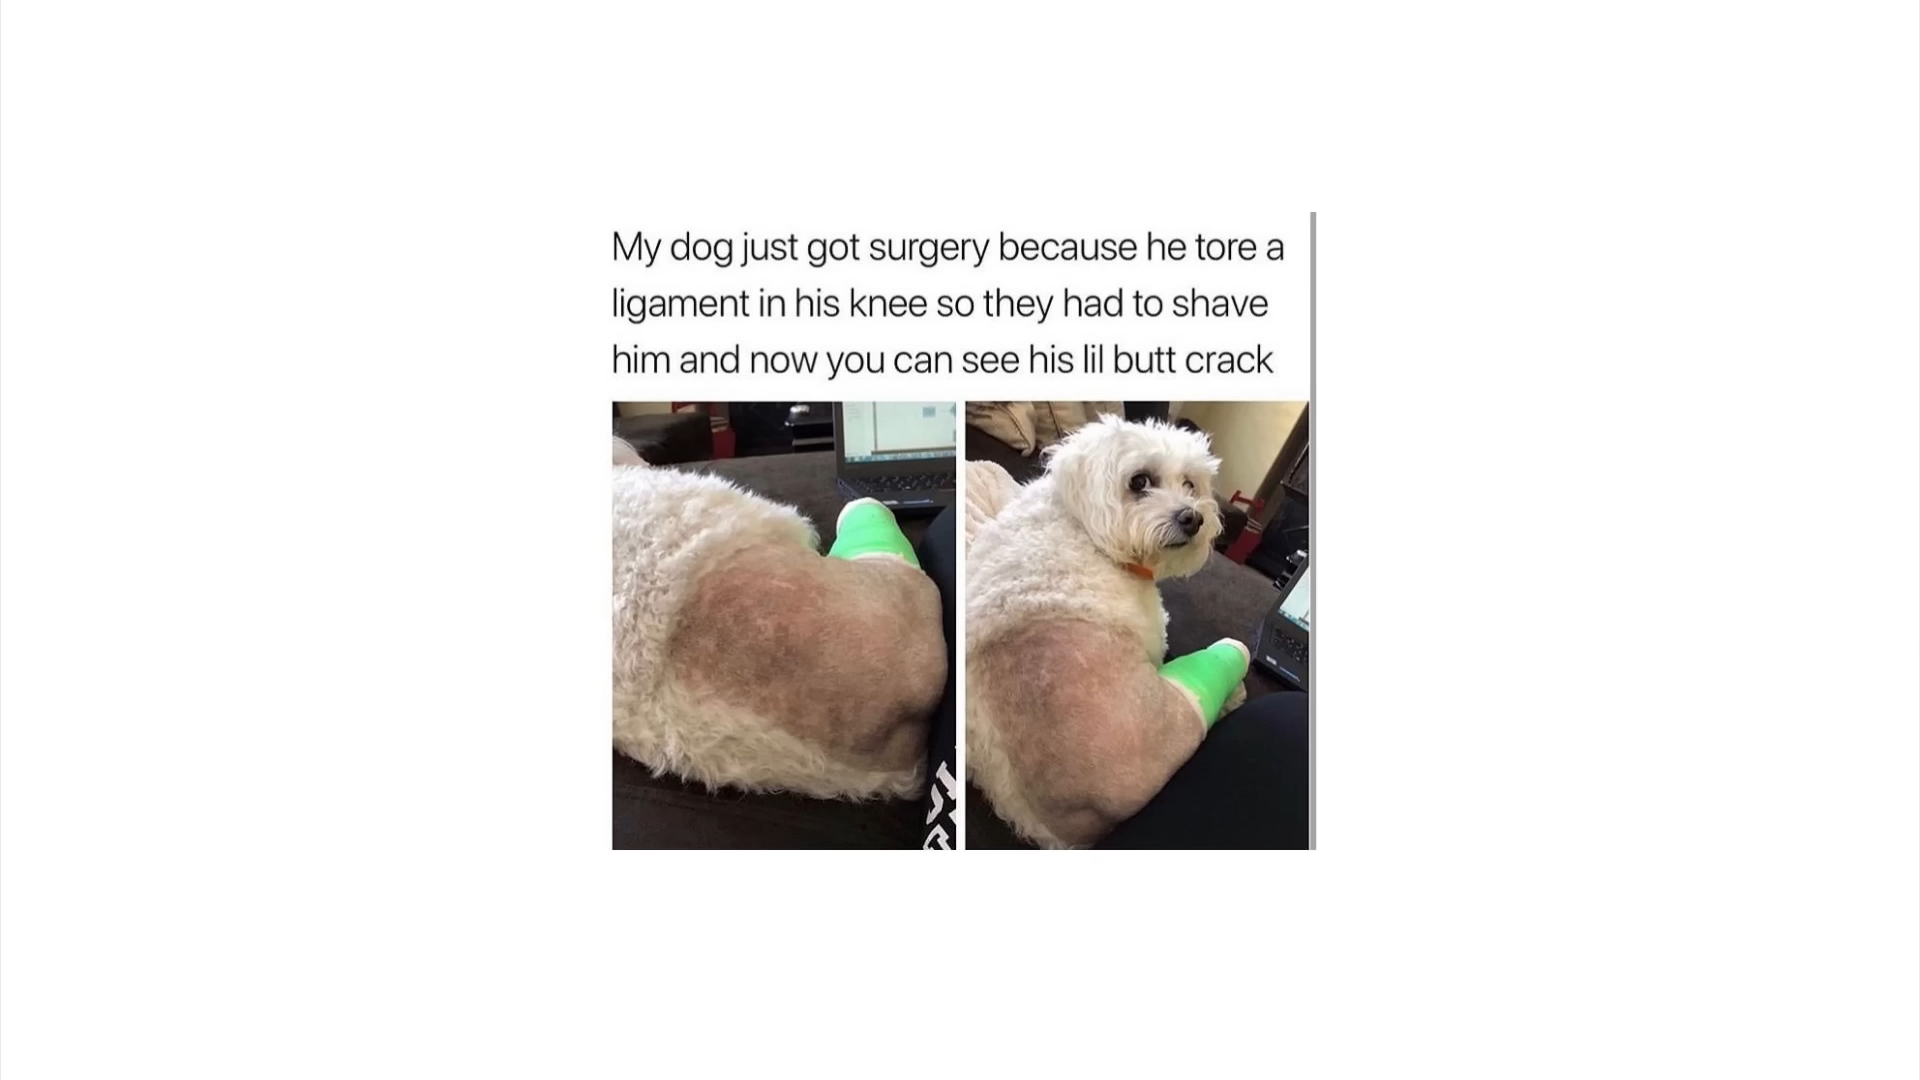 My dog just got surgery because he tore a
ligament in his knee so they had to shave
him and now you can see his lil butt crack